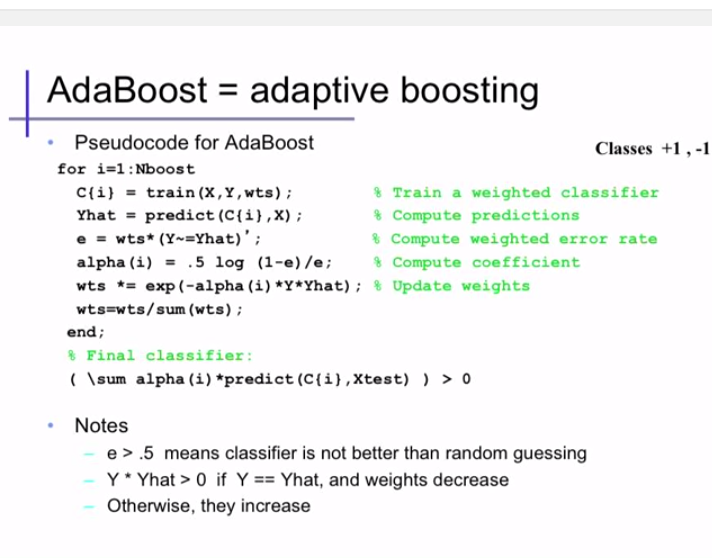 AdaBoost = adaptive boosting
• Pseudocode for AdaBoost
Classes +1 , -1
for i=1:Nboost
C{i} = train(X,Y,wts); % Train a weighted classifier
Yhat = predict(C{i},X); % Compute predictions
e = wts*(Y~=Yhat)'; % Compute weighted error rate
alpha(i) = .5 log (1-e)/e; % Compute coefficient
wts *= exp(-alpha(i)*Y*Yhat); % Update weights
wts=wts/sum(wts);
end;
% Final classifier:
( \sum alpha(i)*predict(C{i},Xtest) ) > 0
• Notes
– e > .5 means classifier is not better than random guessing
– Y * Yhat > 0 if Y == Yhat, and weights decrease
– Otherwise, they increase